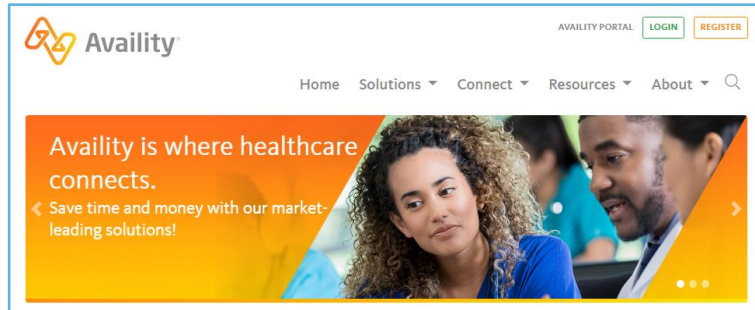 Availity
AVAILITY PORTAL LOGIN REGISTER
Home Solutions Connect Resources About
Availity is where healthcare
connects.
Save time and money with our market-
leading solutions!